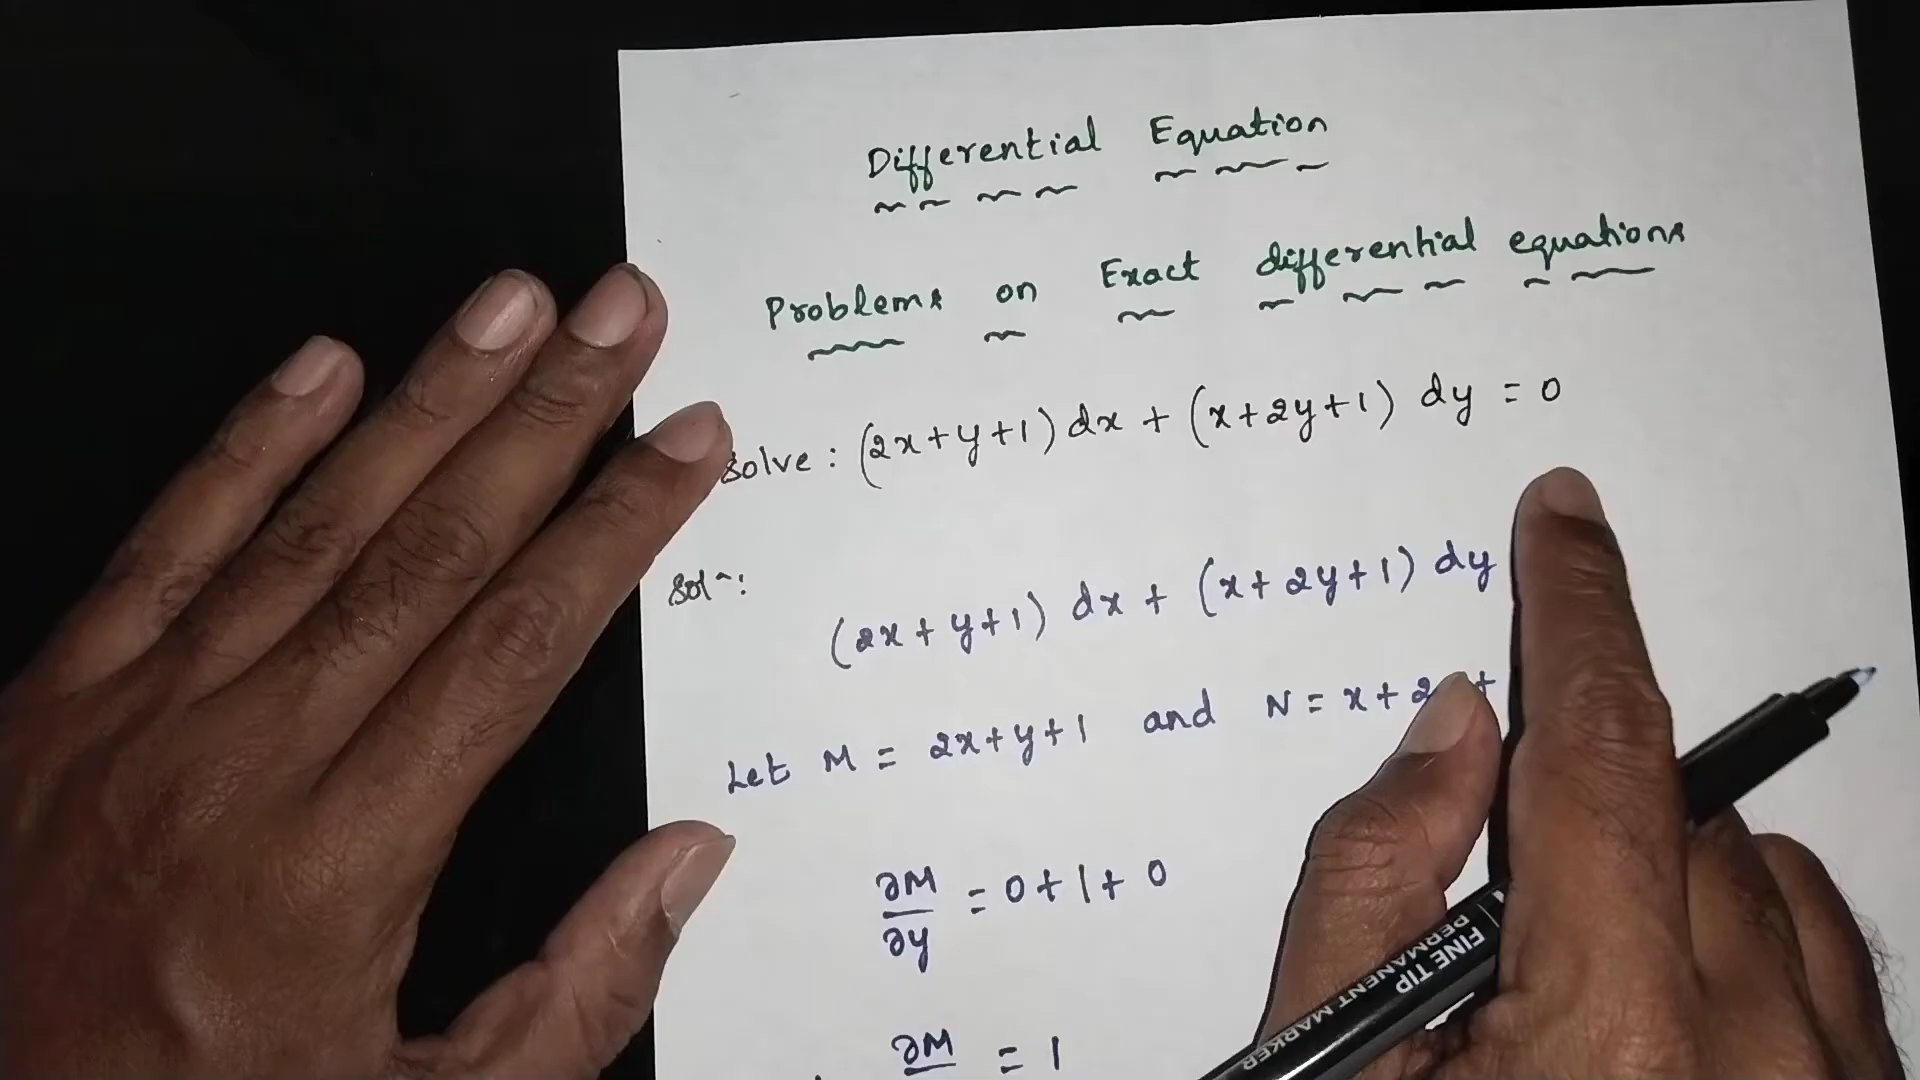 Differential Equation
Problems on Exact differential equations
Solve : (2x+y+1) dx + (x+2y+1) dy = 0
Solⁿ:
(2x+y+1) dx + (x+2y+1) dy
Let M = 2x+y+1 and N = x+2y+
∂M/∂y = 0+1+0
∂M = 1
FINE TIP
PERMANENT MARKER